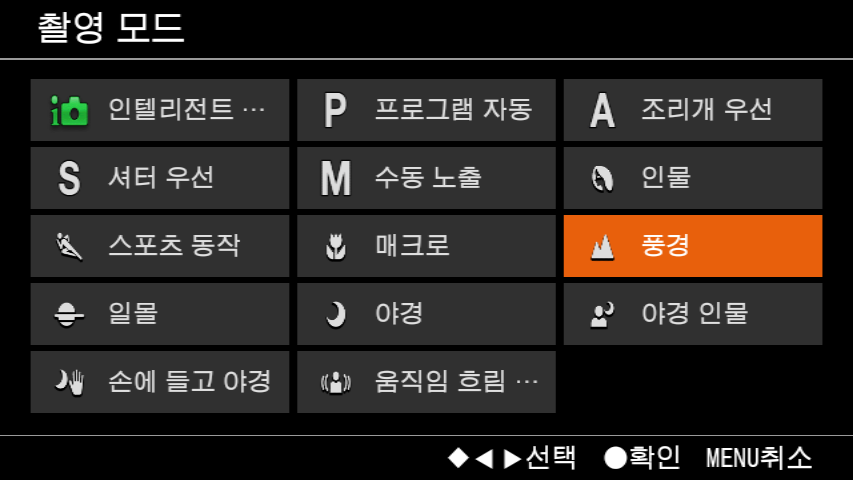 촬영 모드
인텔리전트 …
P 프로그램 자동
A 조리개 우선
S 셔터 우선
M 수동 노출
인물
스포츠 동작
매크로
풍경
일몰
야경
야경 인물
손에 들고 야경
움직임 흐림 …
◆◀ ▶선택 ●확인 MENU취소